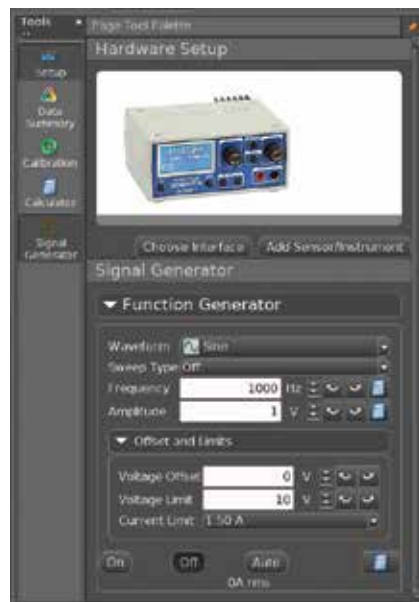 Tools
Page Tool Palette
Hardware Setup
Setup
Data
Summary
Calibration
Calculator
Signal
Generator
Choose Interface Add Sensor/Instrument
Signal Generator
Function Generator
Waveform Sine
Sweep Type Off
Frequency 1000 Hz
Amplitude 1 V
Offset and Limits
Voltage Offset 0 V
Voltage Limit 10 V
Current Limit 1.50 A
On Off Auto
0A rms